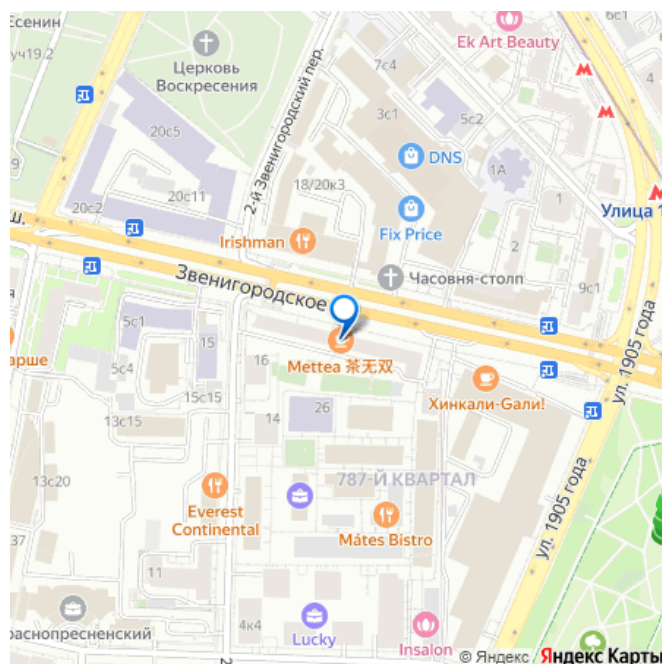 Есенин
уч19.2
Церковь
Воскресения
2-й Звенигородский пер.
Ek Art Beauty
6с1
7с4
3с1
5с2
20с5
DNS
1А
18/20к3
20с11
20с2
Fix Price
1
Улица 1
ш.
Irishman
2
Часовня-столп
9с1
Звенигородское
5с1
15
арше
5с4
16
Mettea 茶无双
15с15
Хинкали-Gали!
ул. 1905 года
13с15
14
26
13с20
787-Й КВАРТАЛ
Everest
Continental
Mátes Bistro
ул. 1905 года
37
11
раснопресненский
4к4
Lucky
Insalon
2
© Яндекс Яндекс Карты